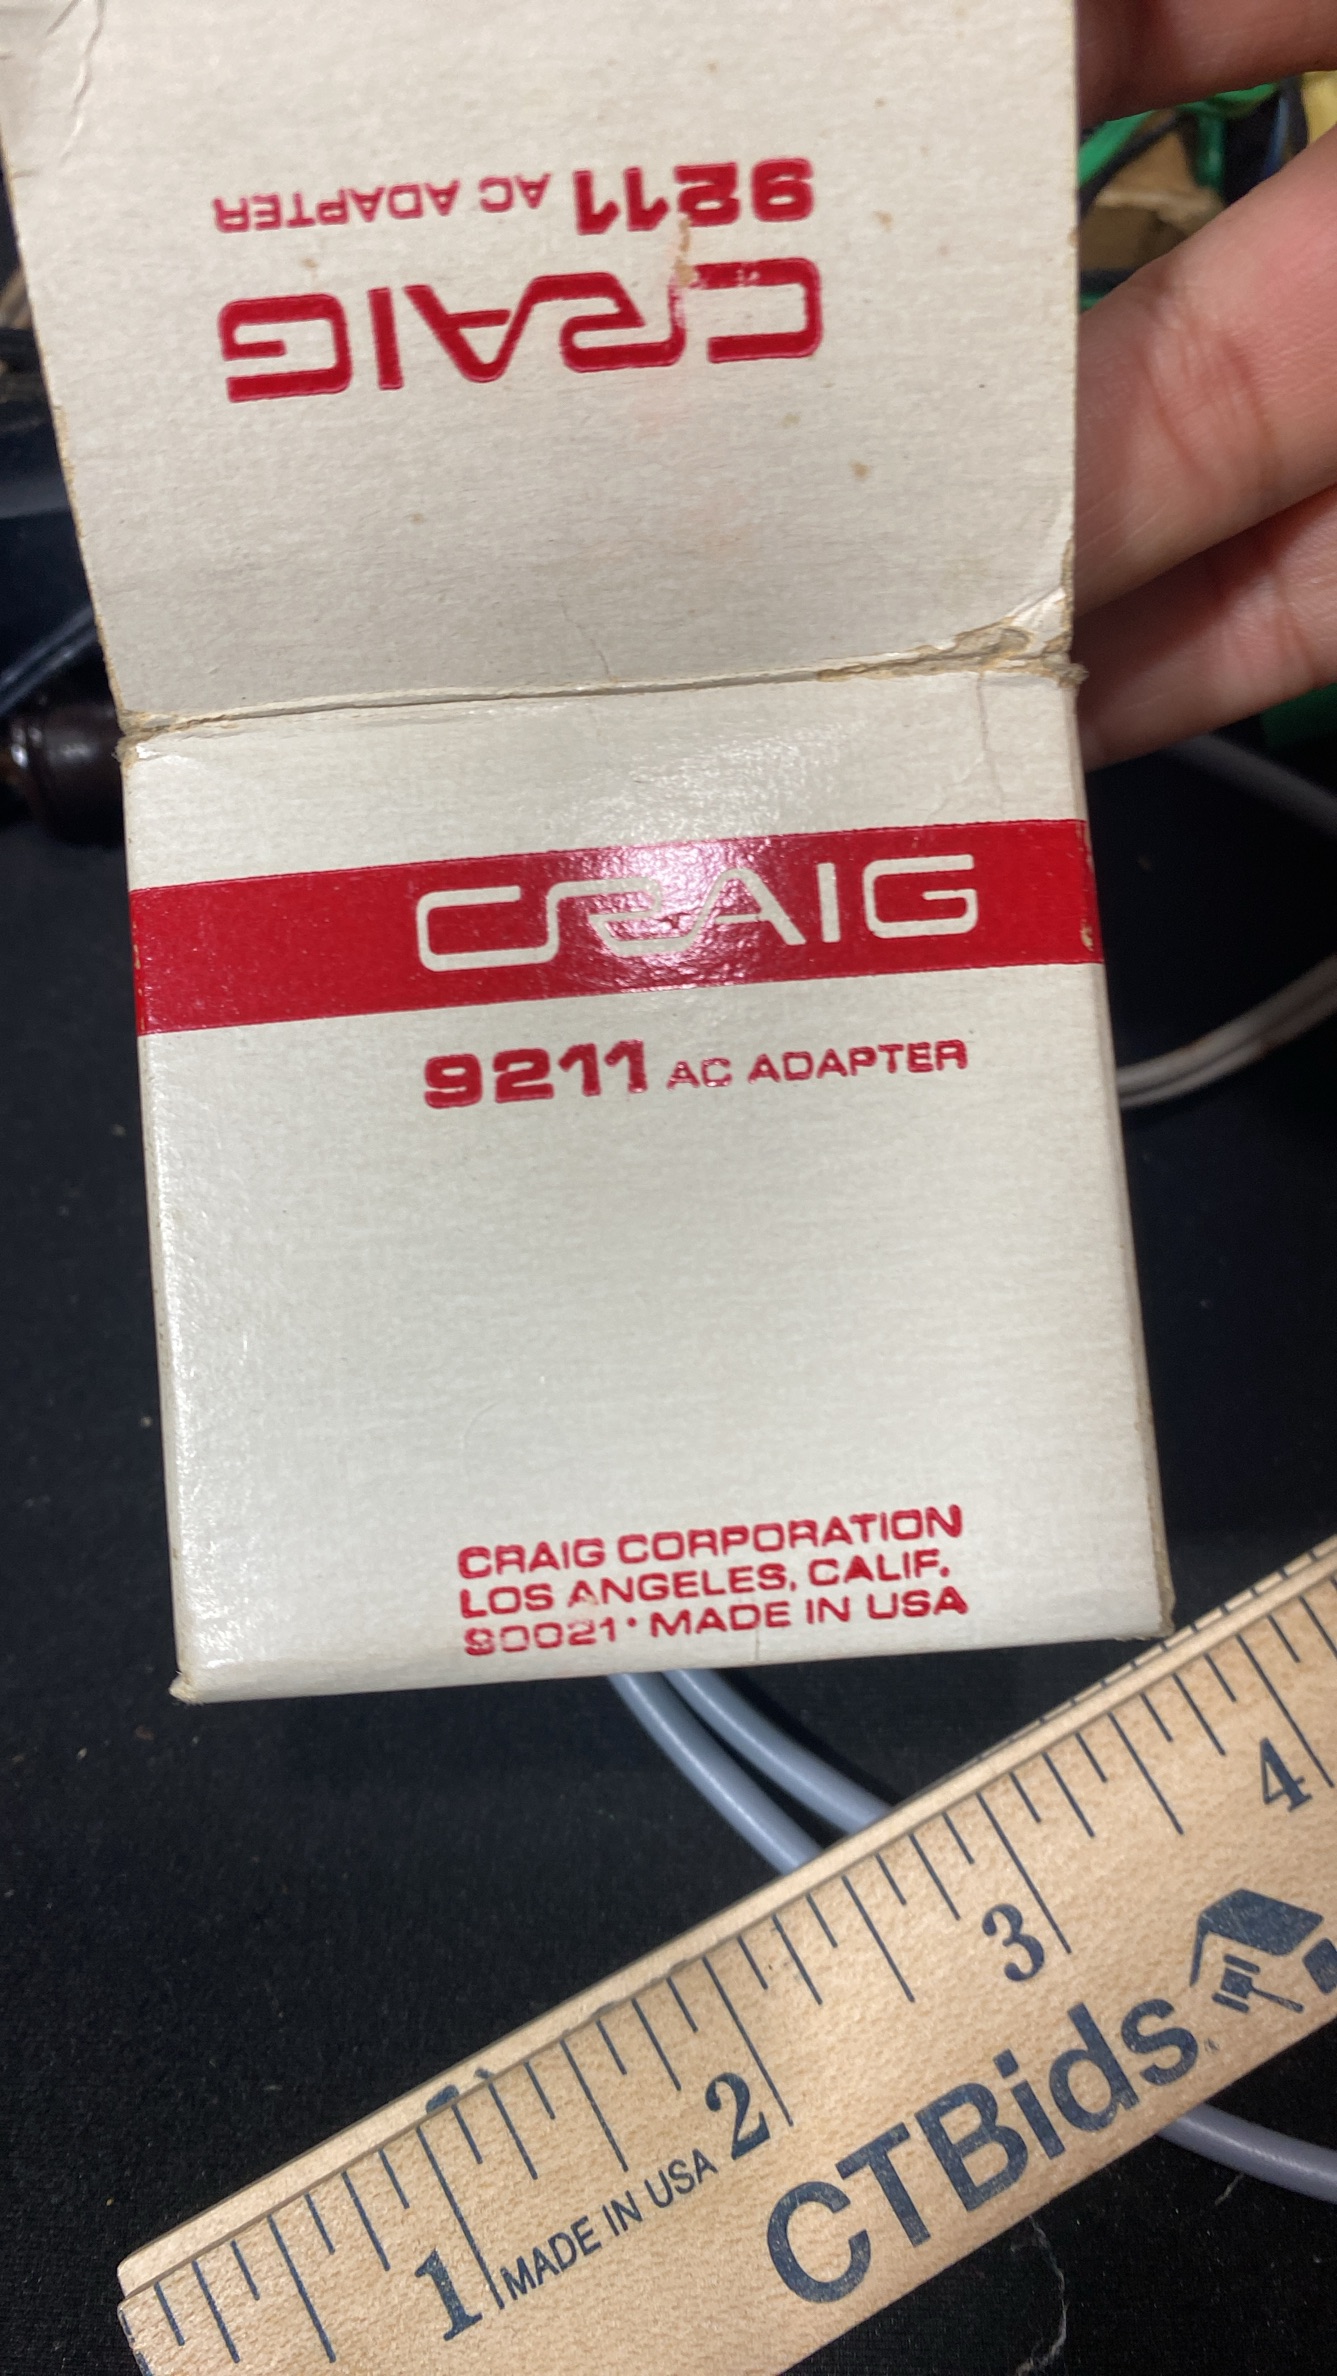 9211 AC ADAPTER
CRAIG
CRAIG
9211 AC ADAPTER
CRAIG CORPORATION
LOS ANGELES, CALIF.
90021 • MADE IN USA
1 MADE IN USA 2 3 4
CTBids